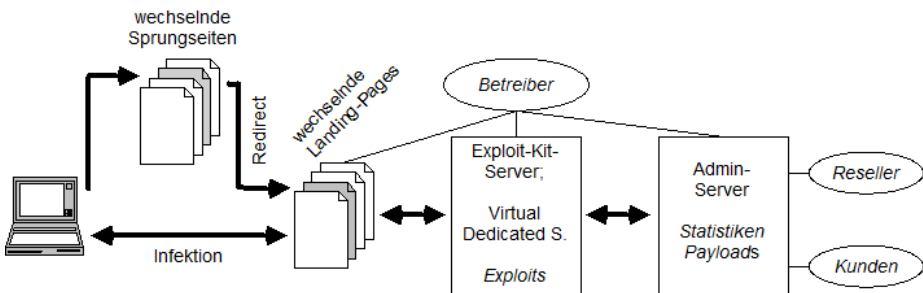 wechselnde
Sprungseiten
Redirect
wechselnde
Landing-Pages
Infektion
Betreiber
Exploit-Kit-
Server;
Virtual
Dedicated S.
Exploits
Admin-
Server
Statistiken
Payloads
Reseller
Kunden